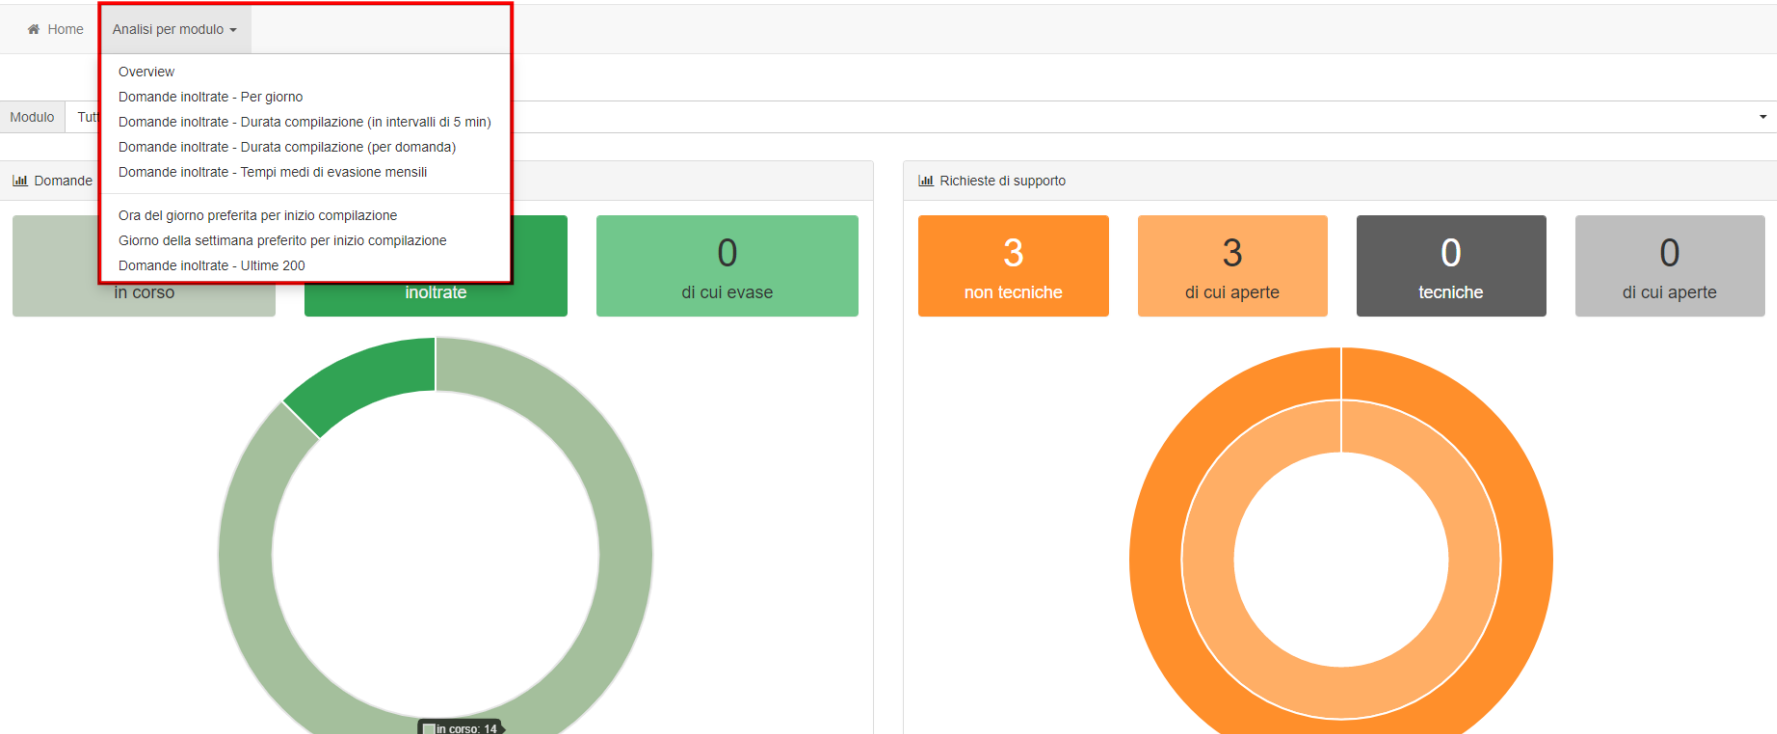 Home
Analisi per modulo
Overview
Domande inoltrate - Per giorno
Domande inoltrate - Durata compilazione (in intervalli di 5 min)
Domande inoltrate - Durata compilazione (per domanda)
Domande inoltrate - Tempi medi di evasione mensili
Ora del giorno preferita per inizio compilazione
Giorno della settimana preferito per inizio compilazione
Domande inoltrate - Ultime 200
Modulo
Domande
in corso
inoltrate
0
di cui evase
in corso: 14
Richieste di supporto
3
non tecniche
3
di cui aperte
0
tecniche
0
di cui aperte